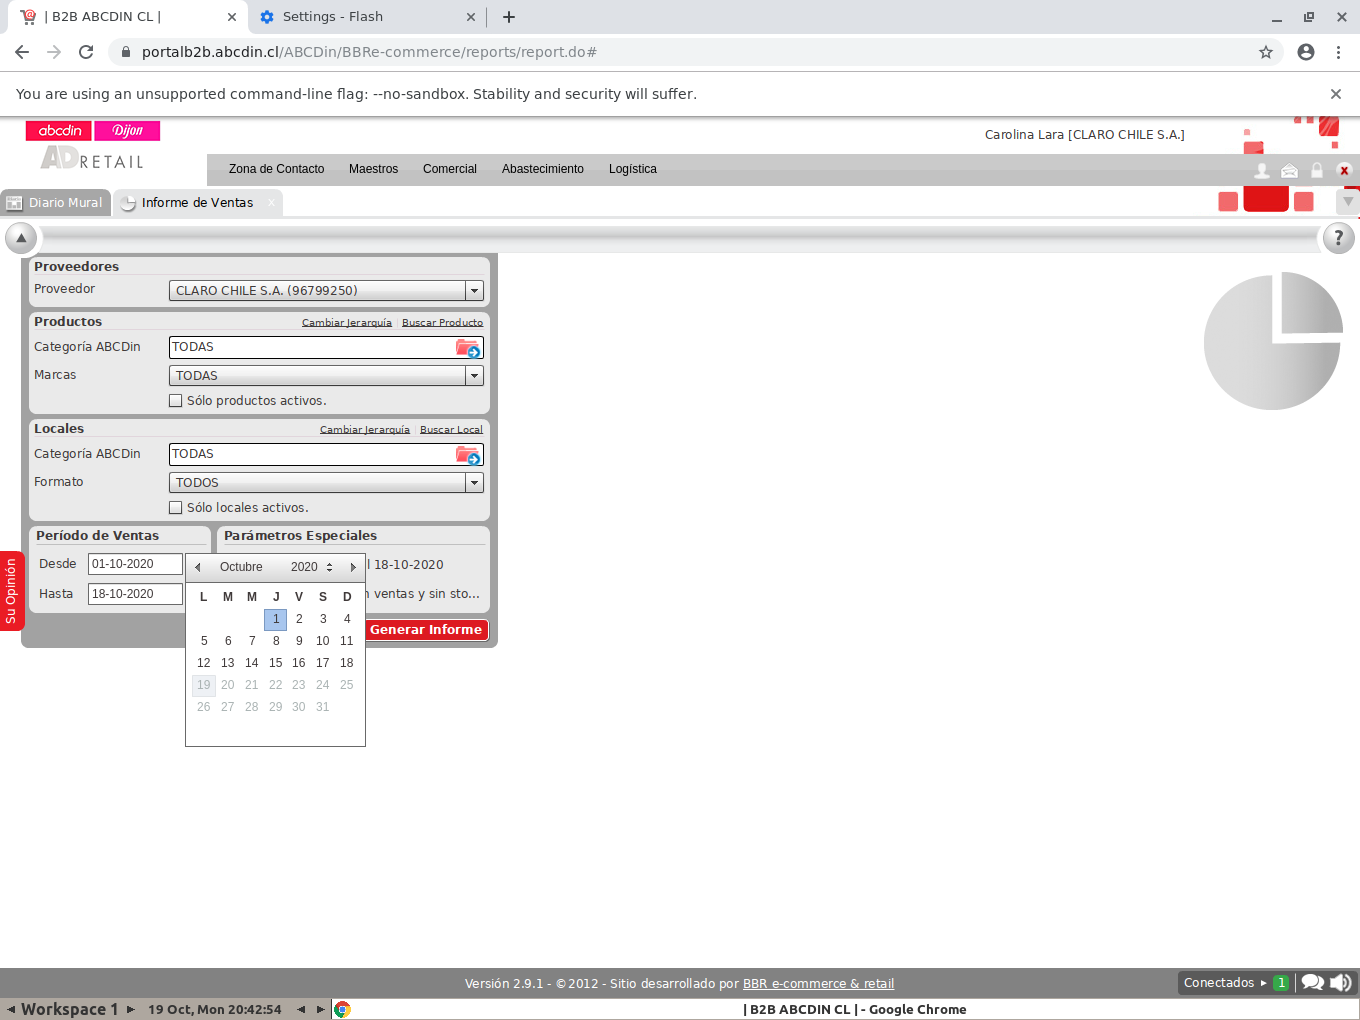 | B2B ABCDIN CL |
Settings - Flash
portalb2b.abcdin.cl/ABCDin/BBRe-commerce/reports/report.do#
You are using an unsupported command-line flag: --no-sandbox. Stability and security will suffer.
abcdin Dijon
AD RETAIL
Carolina Lara [CLARO CHILE S.A.]
Zona de Contacto Maestros Comercial Abastecimiento Logística
Diario Mural Informe de Ventas x
?
Proveedores
Proveedor CLARO CHILE S.A. (96799250)
Productos Cambiar Jerarquía | Buscar Producto
Categoría ABCDin TODAS
Marcas TODAS
Sólo productos activos.
Locales Cambiar Jerarquía | Buscar Local
Categoría ABCDin TODAS
Formato TODOS
Sólo locales activos.
Período de Ventas Parámetros Especiales
Desde 01-10-2020 l 18-10-2020
Hasta 18-10-2020 ventas y sin sto...
Generar Informe
Su Opinión
Octubre 2020
L M M J V S D
1 2 3 4
5 6 7 8 9 10 11
12 13 14 15 16 17 18
19 20 21 22 23 24 25
26 27 28 29 30 31
Versión 2.9.1 - ©2012 - Sitio desarrollado por BBR e-commerce & retail
Conectados 1
Workspace 1 19 Oct, Mon 20:42:54 | B2B ABCDIN CL | - Google Chrome